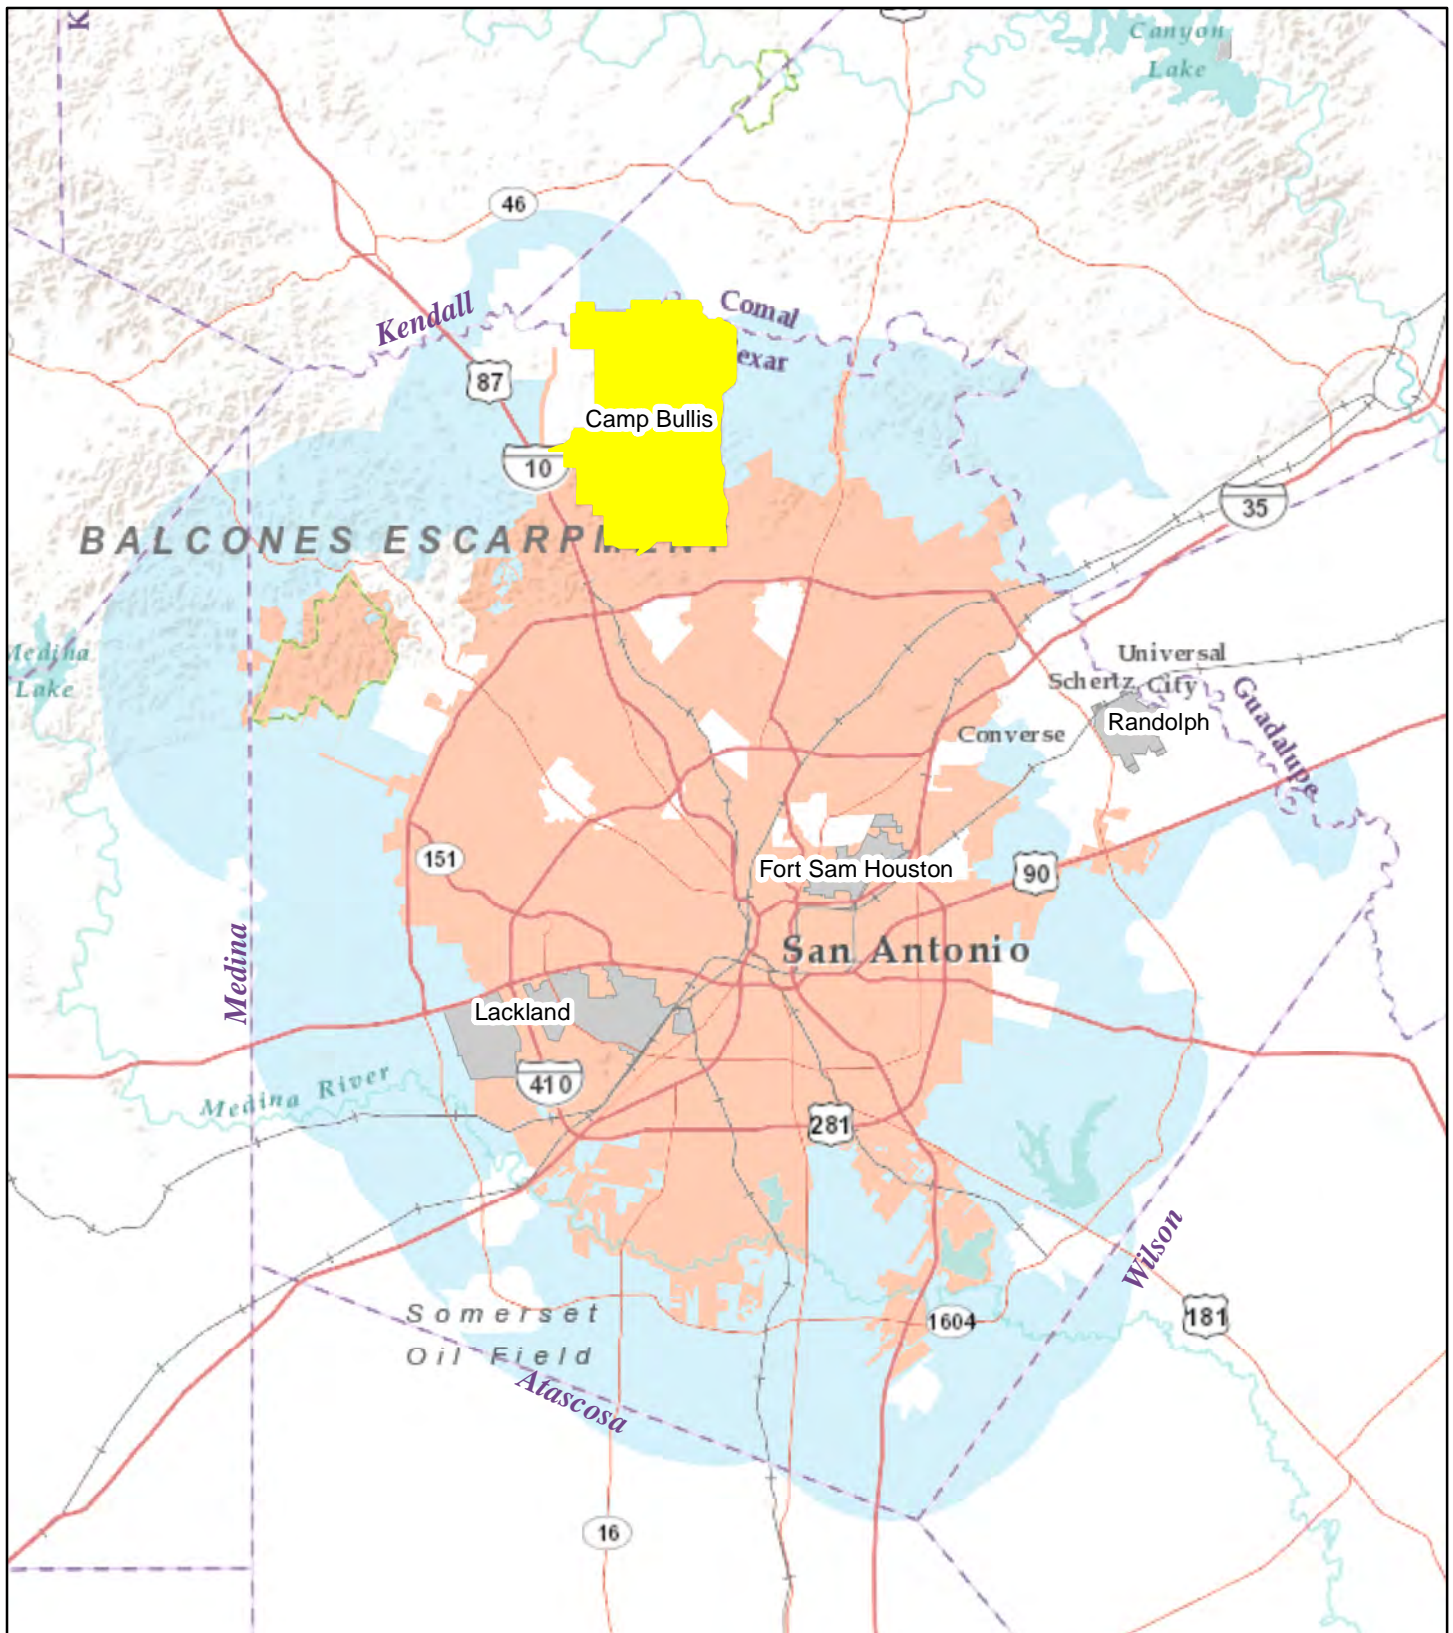 K
Canyon
Lake
46
Comal
Kendall
exar
87
Camp Bullis
10
35
BALCONES ESCARPMENT
Medina
Lake
Universal
Schertz City
Guadalupe
Randolph
Converse
151
Fort Sam Houston
90
San Antonio
Medina
Lackland
410
Medina River
281
Wilson
Somerset
1604
181
Oil Field
Atascosa
16